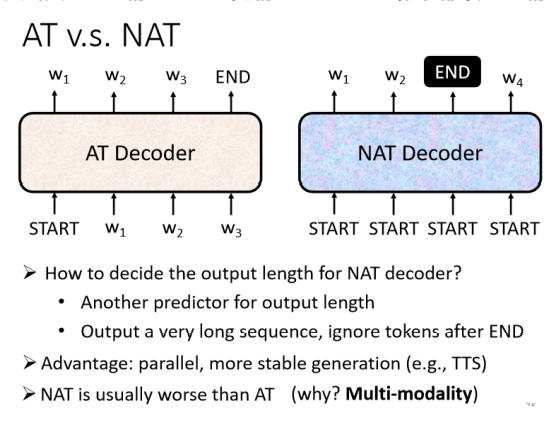 AT v.s. NAT
w₁ w₂ w₃ END
w₁ w₂ END w₄
AT Decoder
NAT Decoder
START w₁ w₂ w₃
START START START START
➢ How to decide the output length for NAT decoder?
• Another predictor for output length
• Output a very long sequence, ignore tokens after END
➢ Advantage: parallel, more stable generation (e.g., TTS)
➢ NAT is usually worse than AT (why? Multi-modality)